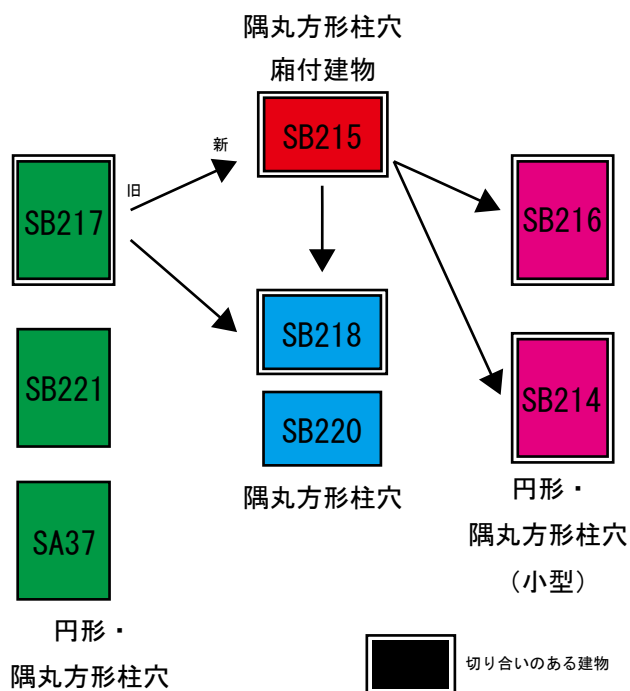 隅丸方形柱穴
廂付建物
SB215
新
旧
SB217
SB216
SB218
SB221
SB214
SB220
隅丸方形柱穴
円形・
隅丸方形柱穴
(小型)
SA37
円形・
隅丸方形柱穴
切り合いのある建物